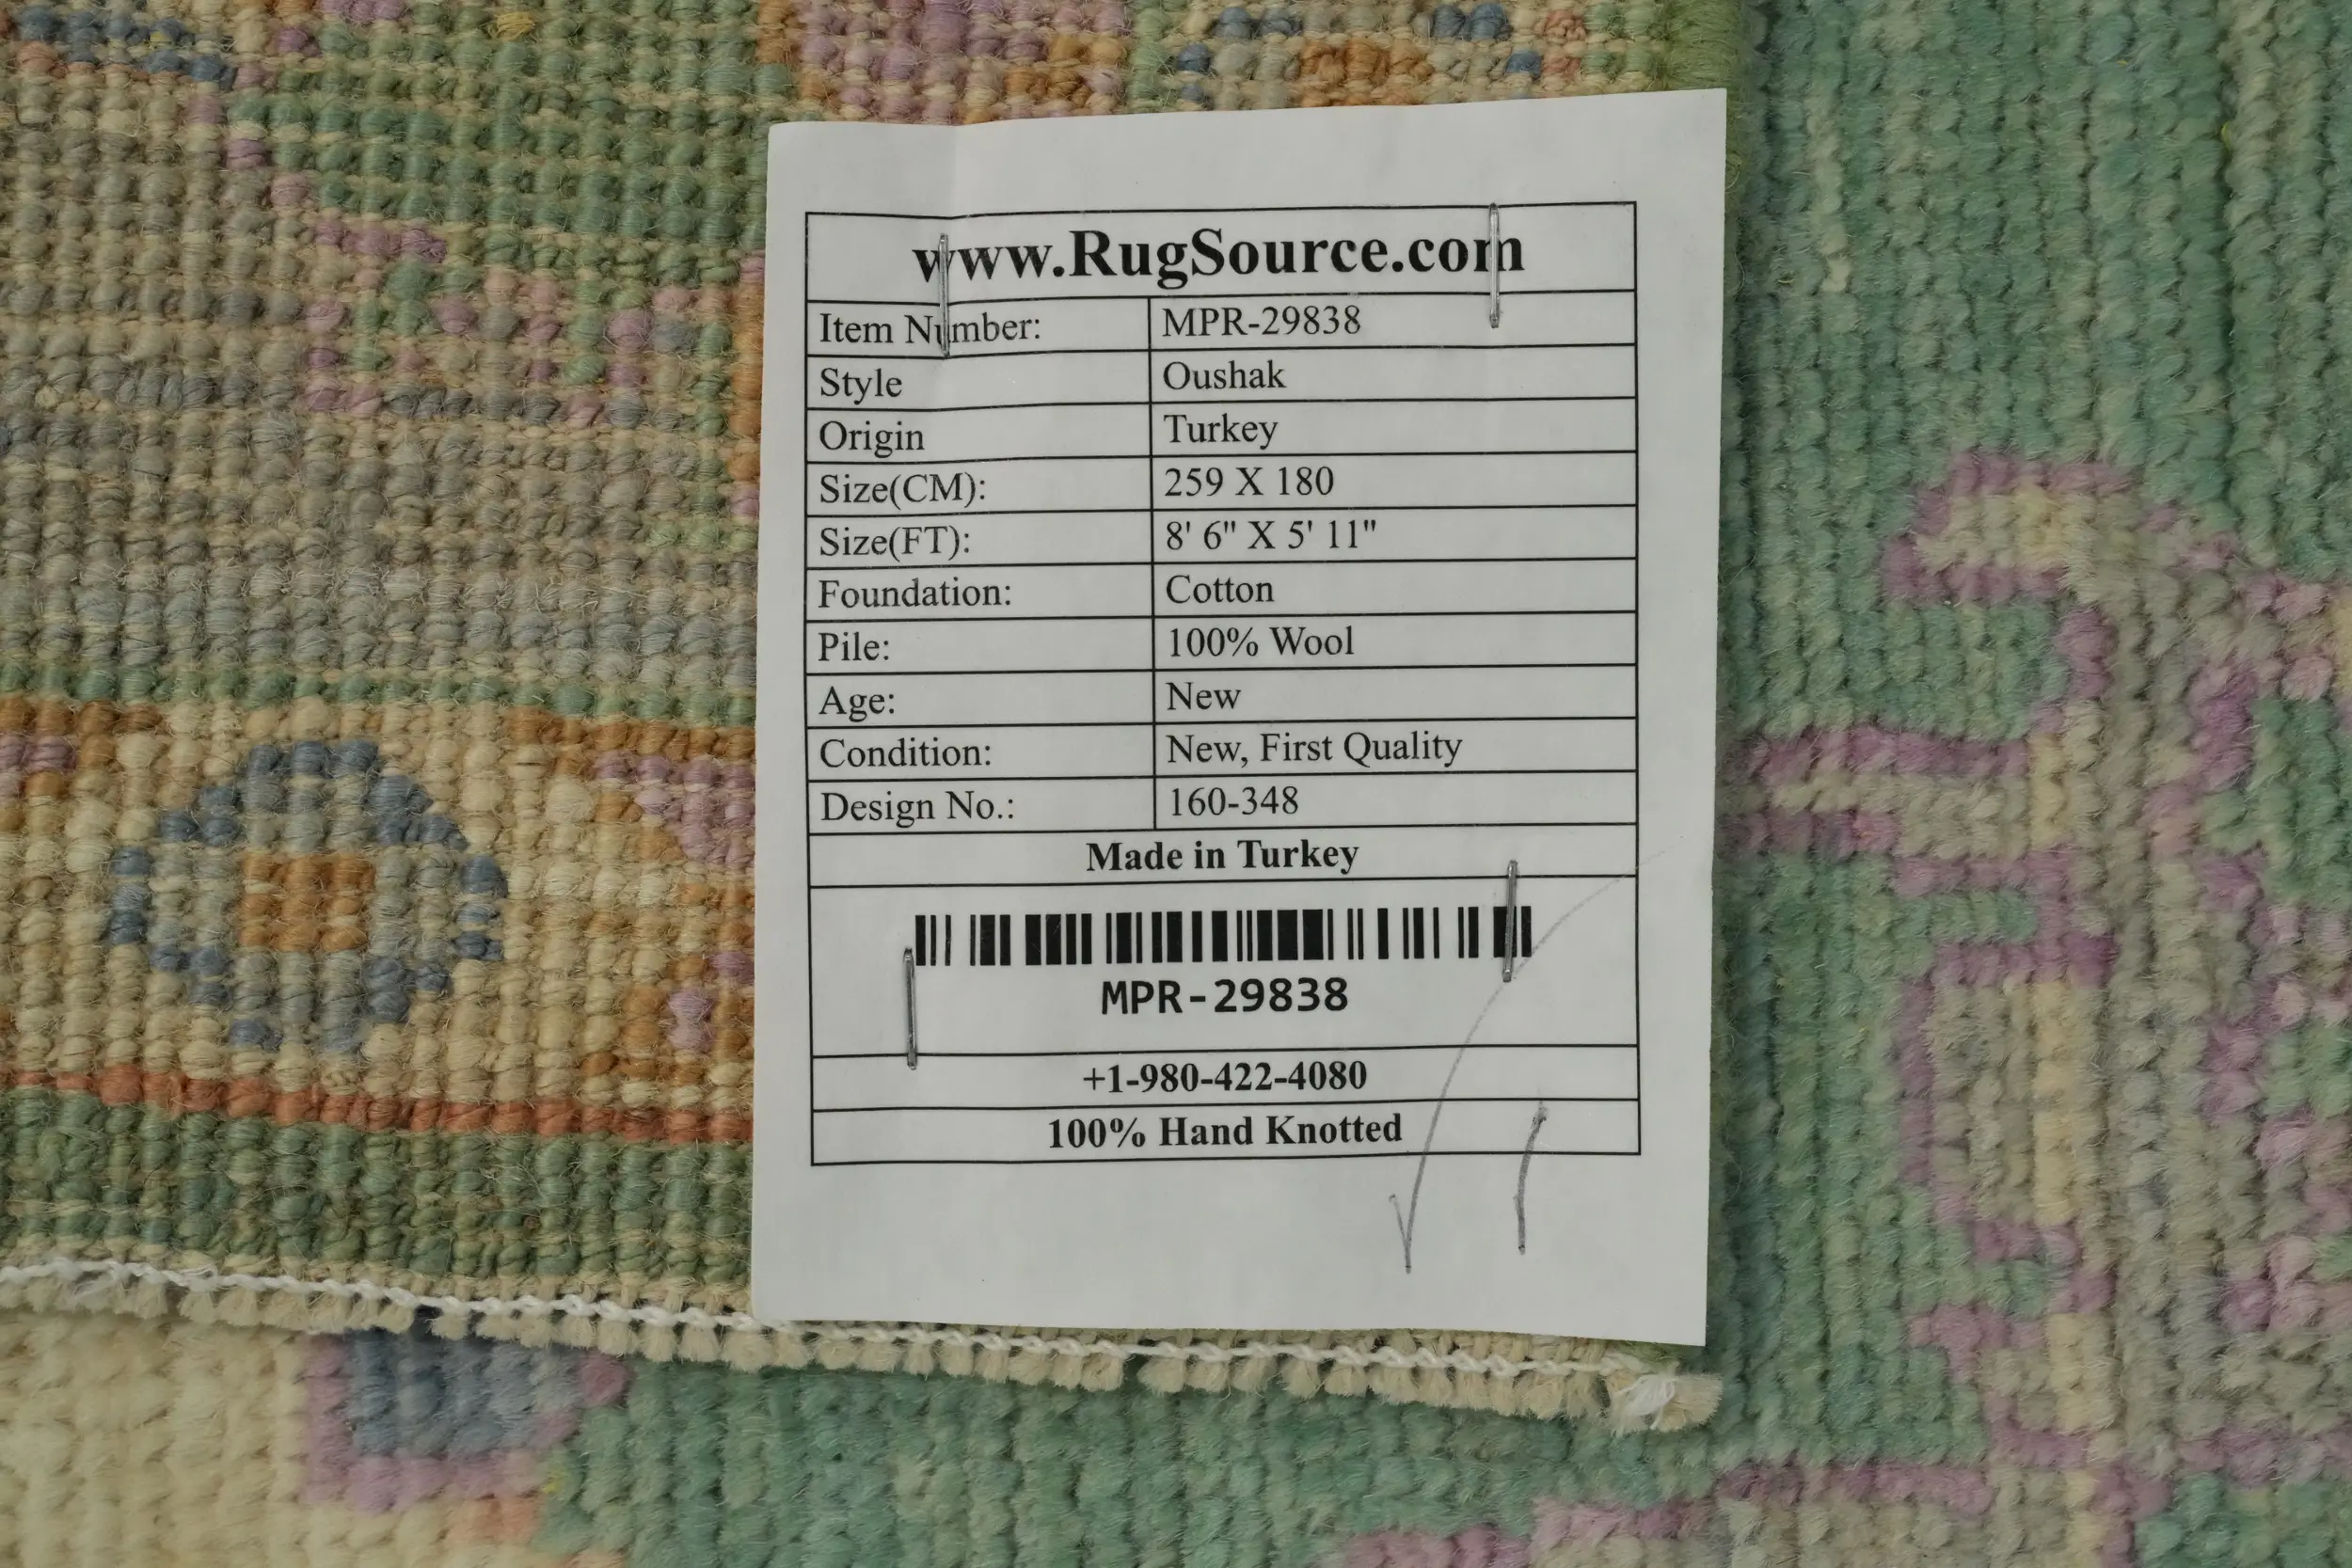 www.RugSource.com
Item Number: MPR-29838
Style Oushak
Origin Turkey
Size(CM): 259 X 180
Size(FT): 8' 6" X 5' 11"
Foundation: Cotton
Pile: 100% Wool
Age: New
Condition: New, First Quality
Design No.: 160-348
Made in Turkey
MPR-29838
+1-980-422-4080
100% Hand Knotted